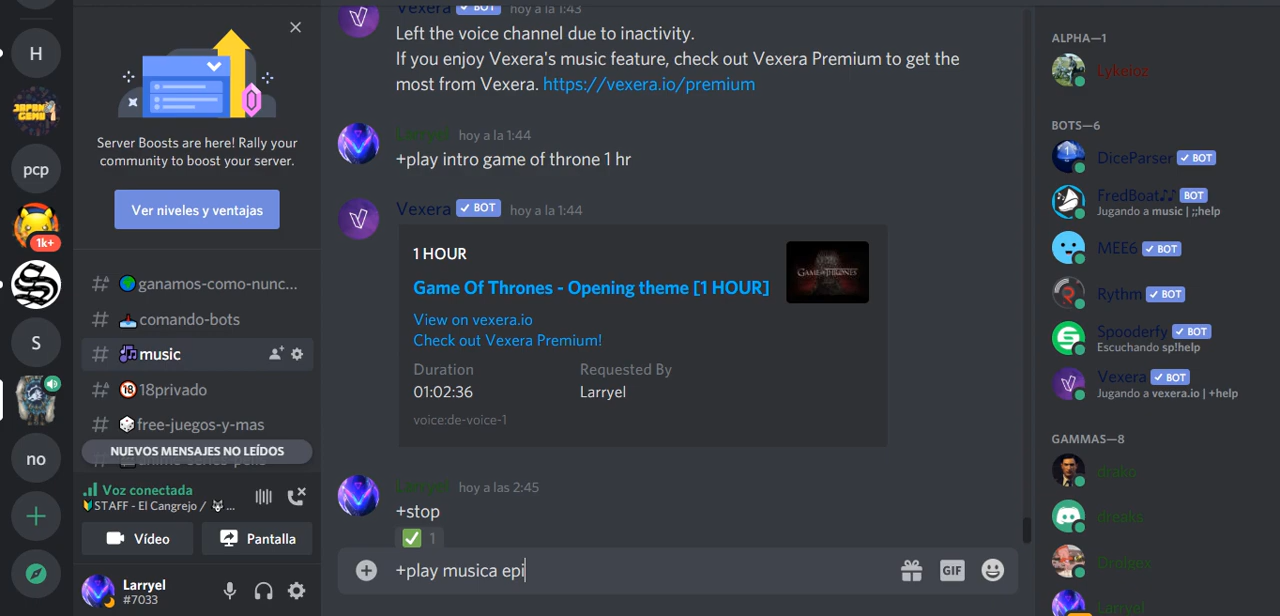 H
JAPAN
GEMU
pcp
1k+
S
no
Server Boosts are here! Rally your
community to boost your server.
Ver niveles y ventajas
ganamos-como-nunc...
comando-bots
music
18privado
free-juegos-y-mas
NUEVOS MENSAJES NO LEÍDOS
Voz conectada
STAFF - El Cangrejo / ...
Vídeo
Pantalla
Larryel
#7033
Vexera BOT hoy a la 1:43
Left the voice channel due to inactivity.
If you enjoy Vexera's music feature, check out Vexera Premium to get the
most from Vexera. https://vexera.io/premium
Larryel hoy a la 1:44
+play intro game of throne 1 hr
Vexera BOT hoy a la 1:44
1 HOUR
Game Of Thrones - Opening theme [1 HOUR]
GAME OF THRONES
View on vexera.io
Check out Vexera Premium!
Duration Requested By
01:02:36 Larryel
voice:de-voice-1
Larryel hoy a las 2:45
+stop
1
+play musica epi
GIF
ALPHA—1
Lykeioz
BOTS—6
DiceParser BOT
FredBoat♪♪ BOT
Jugando a music | ;;help
MEE6 BOT
Rythm BOT
Spooderfy BOT
Escuchando sp!help
Vexera BOT
Jugando a vexera.io | +help
GAMMAS—8
drako
dreaks
Drolgex
Larryel